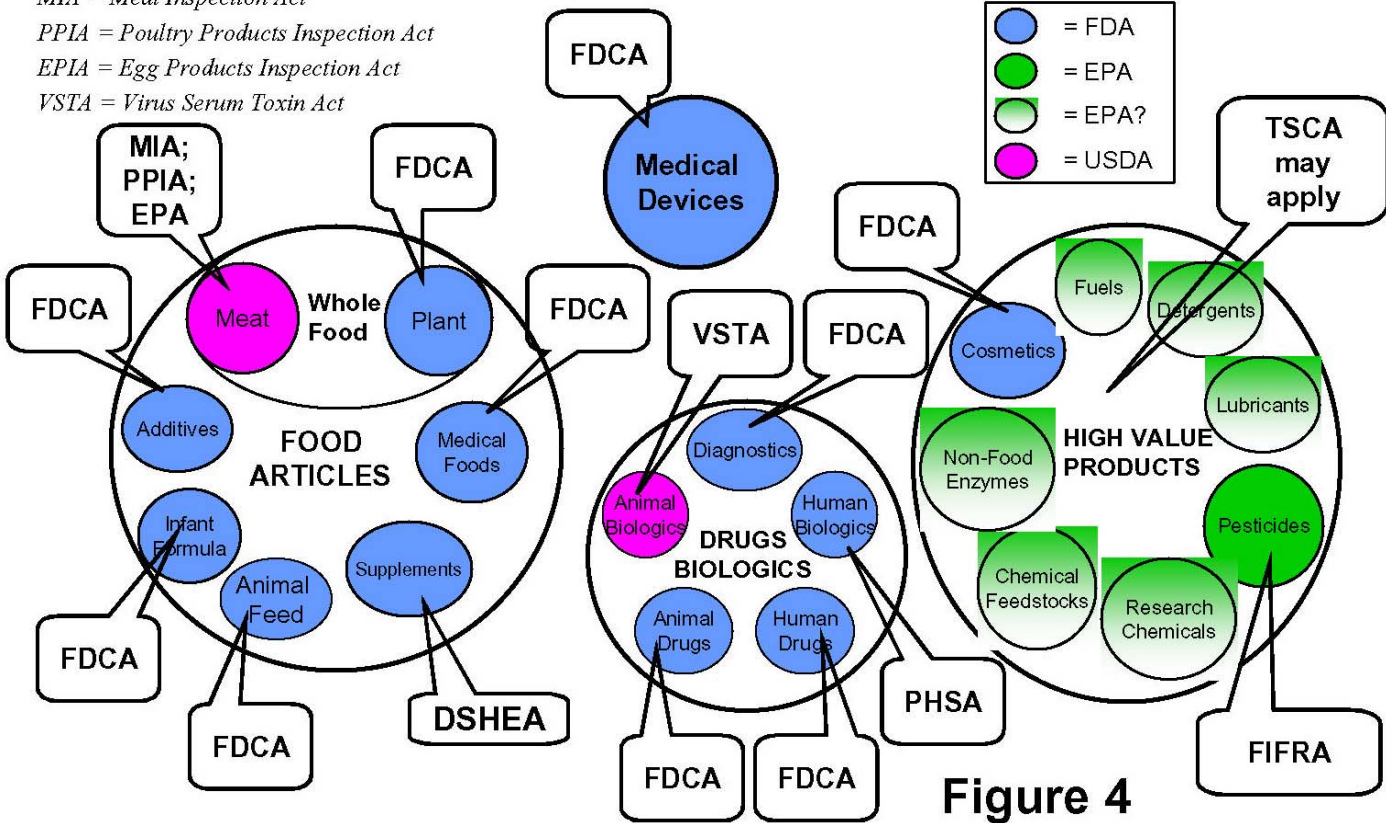 MIA = Meat Inspection Act
PPIA = Poultry Products Inspection Act
EPIA = Egg Products Inspection Act
VSTA = Virus Serum Toxin Act
= FDA
= EPA
= EPA?
= USDA
FDCA
Medical
Devices
MIA;
PPIA;
EPA
FDCA
FDCA
Meat
Whole
Food
Plant
FDCA
Additives
FOOD
ARTICLES
Medical
Foods
Infant
Formula
Animal
Feed
Supplements
FDCA
FDCA
DSHEA
VSTA
FDCA
Diagnostics
Animal
Biologics
Human
Biologics
DRUGS
BIOLOGICS
Animal
Drugs
Human
Drugs
FDCA
FDCA
PHSA
FDCA
TSCA
may
apply
Fuels
Detergents
Cosmetics
Lubricants
HIGH VALUE
PRODUCTS
Non-Food
Enzymes
Pesticides
Chemical
Feedstocks
Research
Chemicals
FIFRA
Figure 4